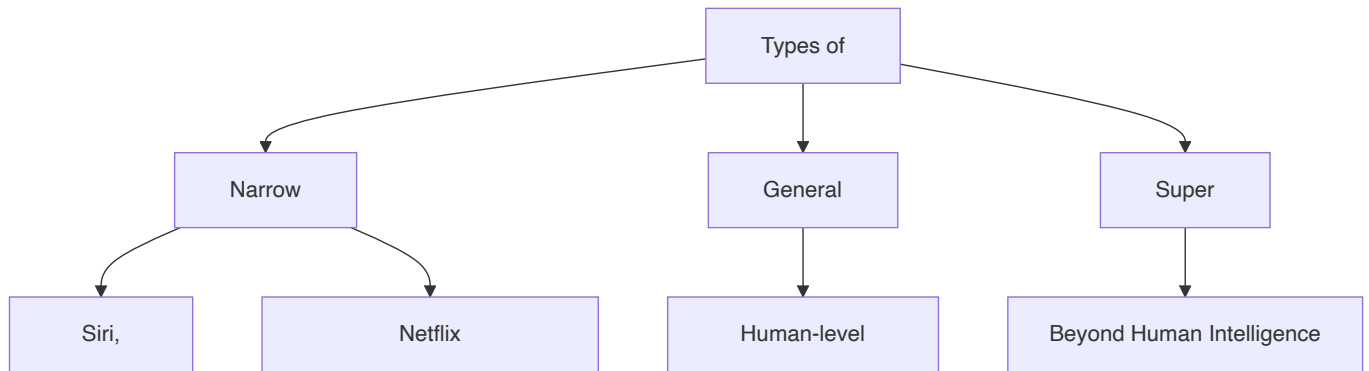 Types of
Narrow
General
Super
Siri,
Netflix
Human-level
Beyond Human Intelligence